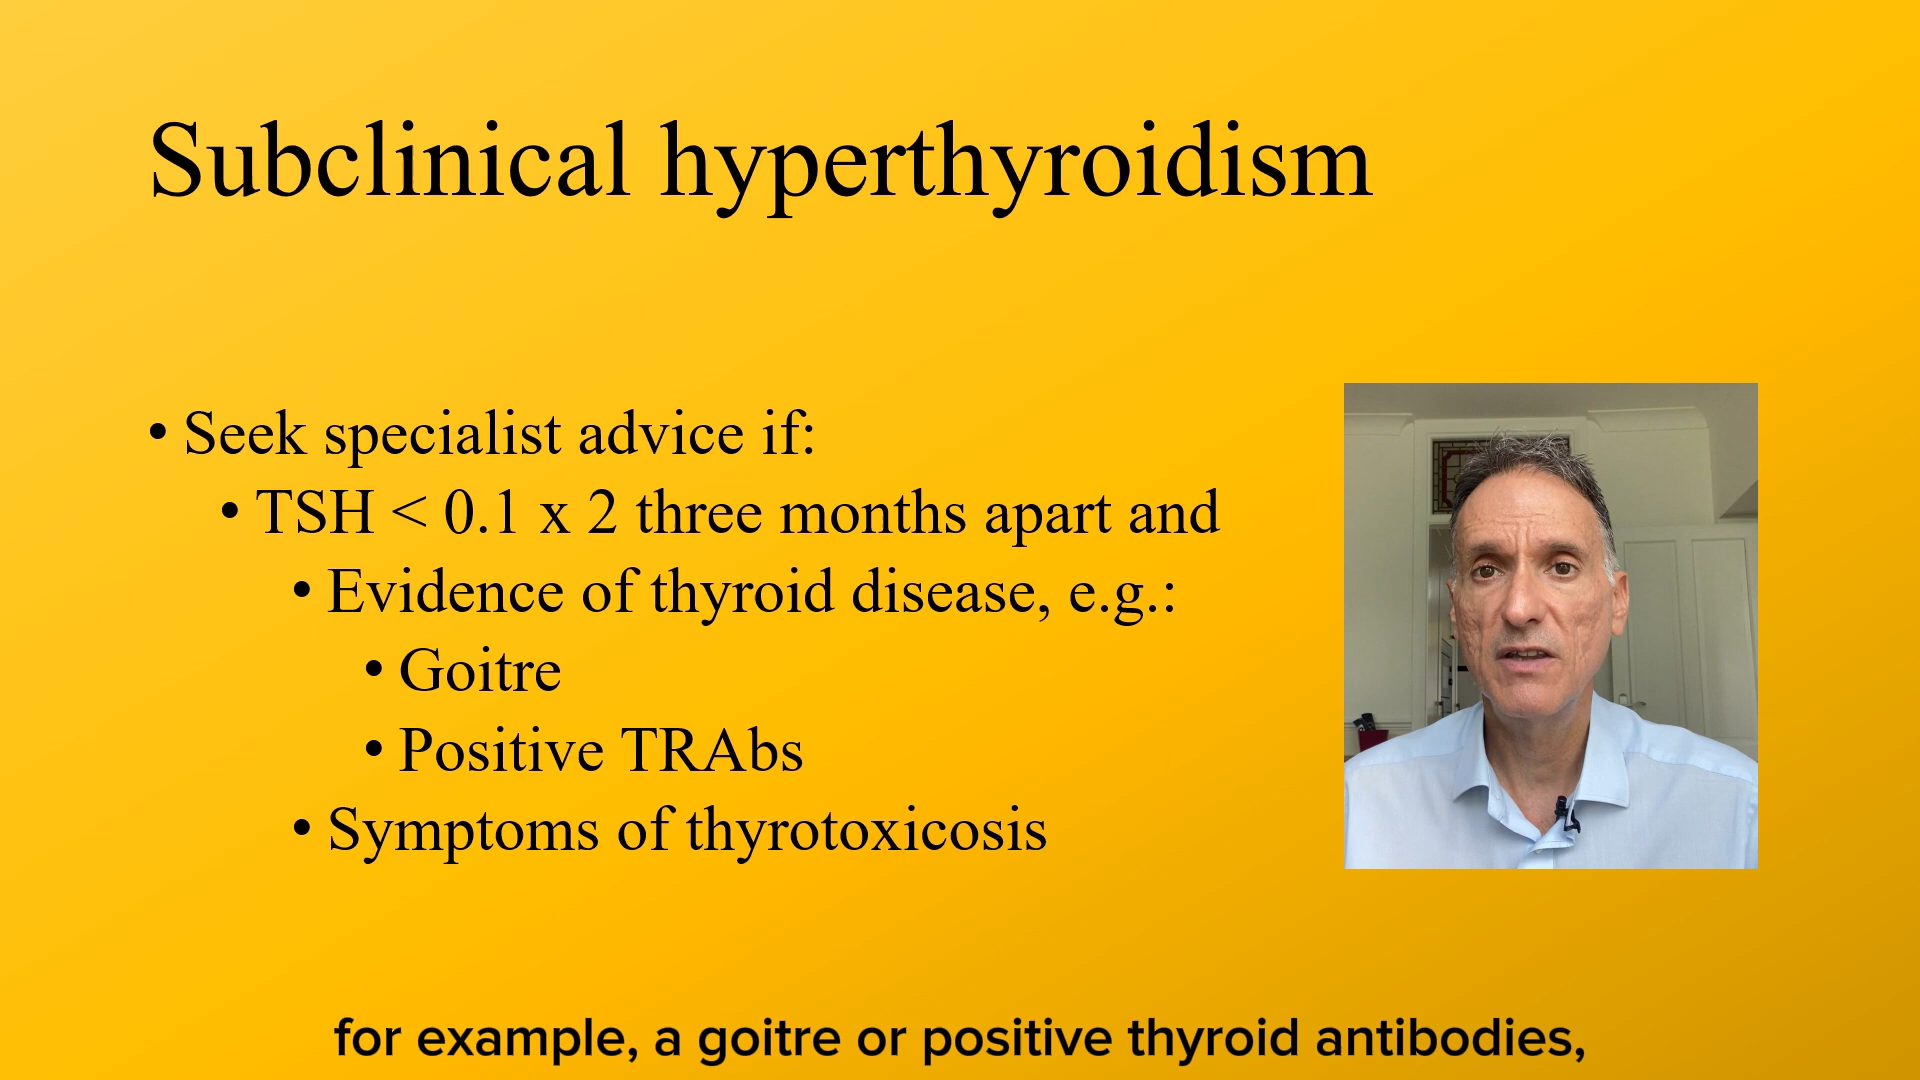 Subclinical hyperthyroidism
• Seek specialist advice if:
• TSH < 0.1 x 2 three months apart and
• Evidence of thyroid disease, e.g.:
• Goitre
• Positive TRAbs
• Symptoms of thyrotoxicosis
for example, a goitre or positive thyroid antibodies,